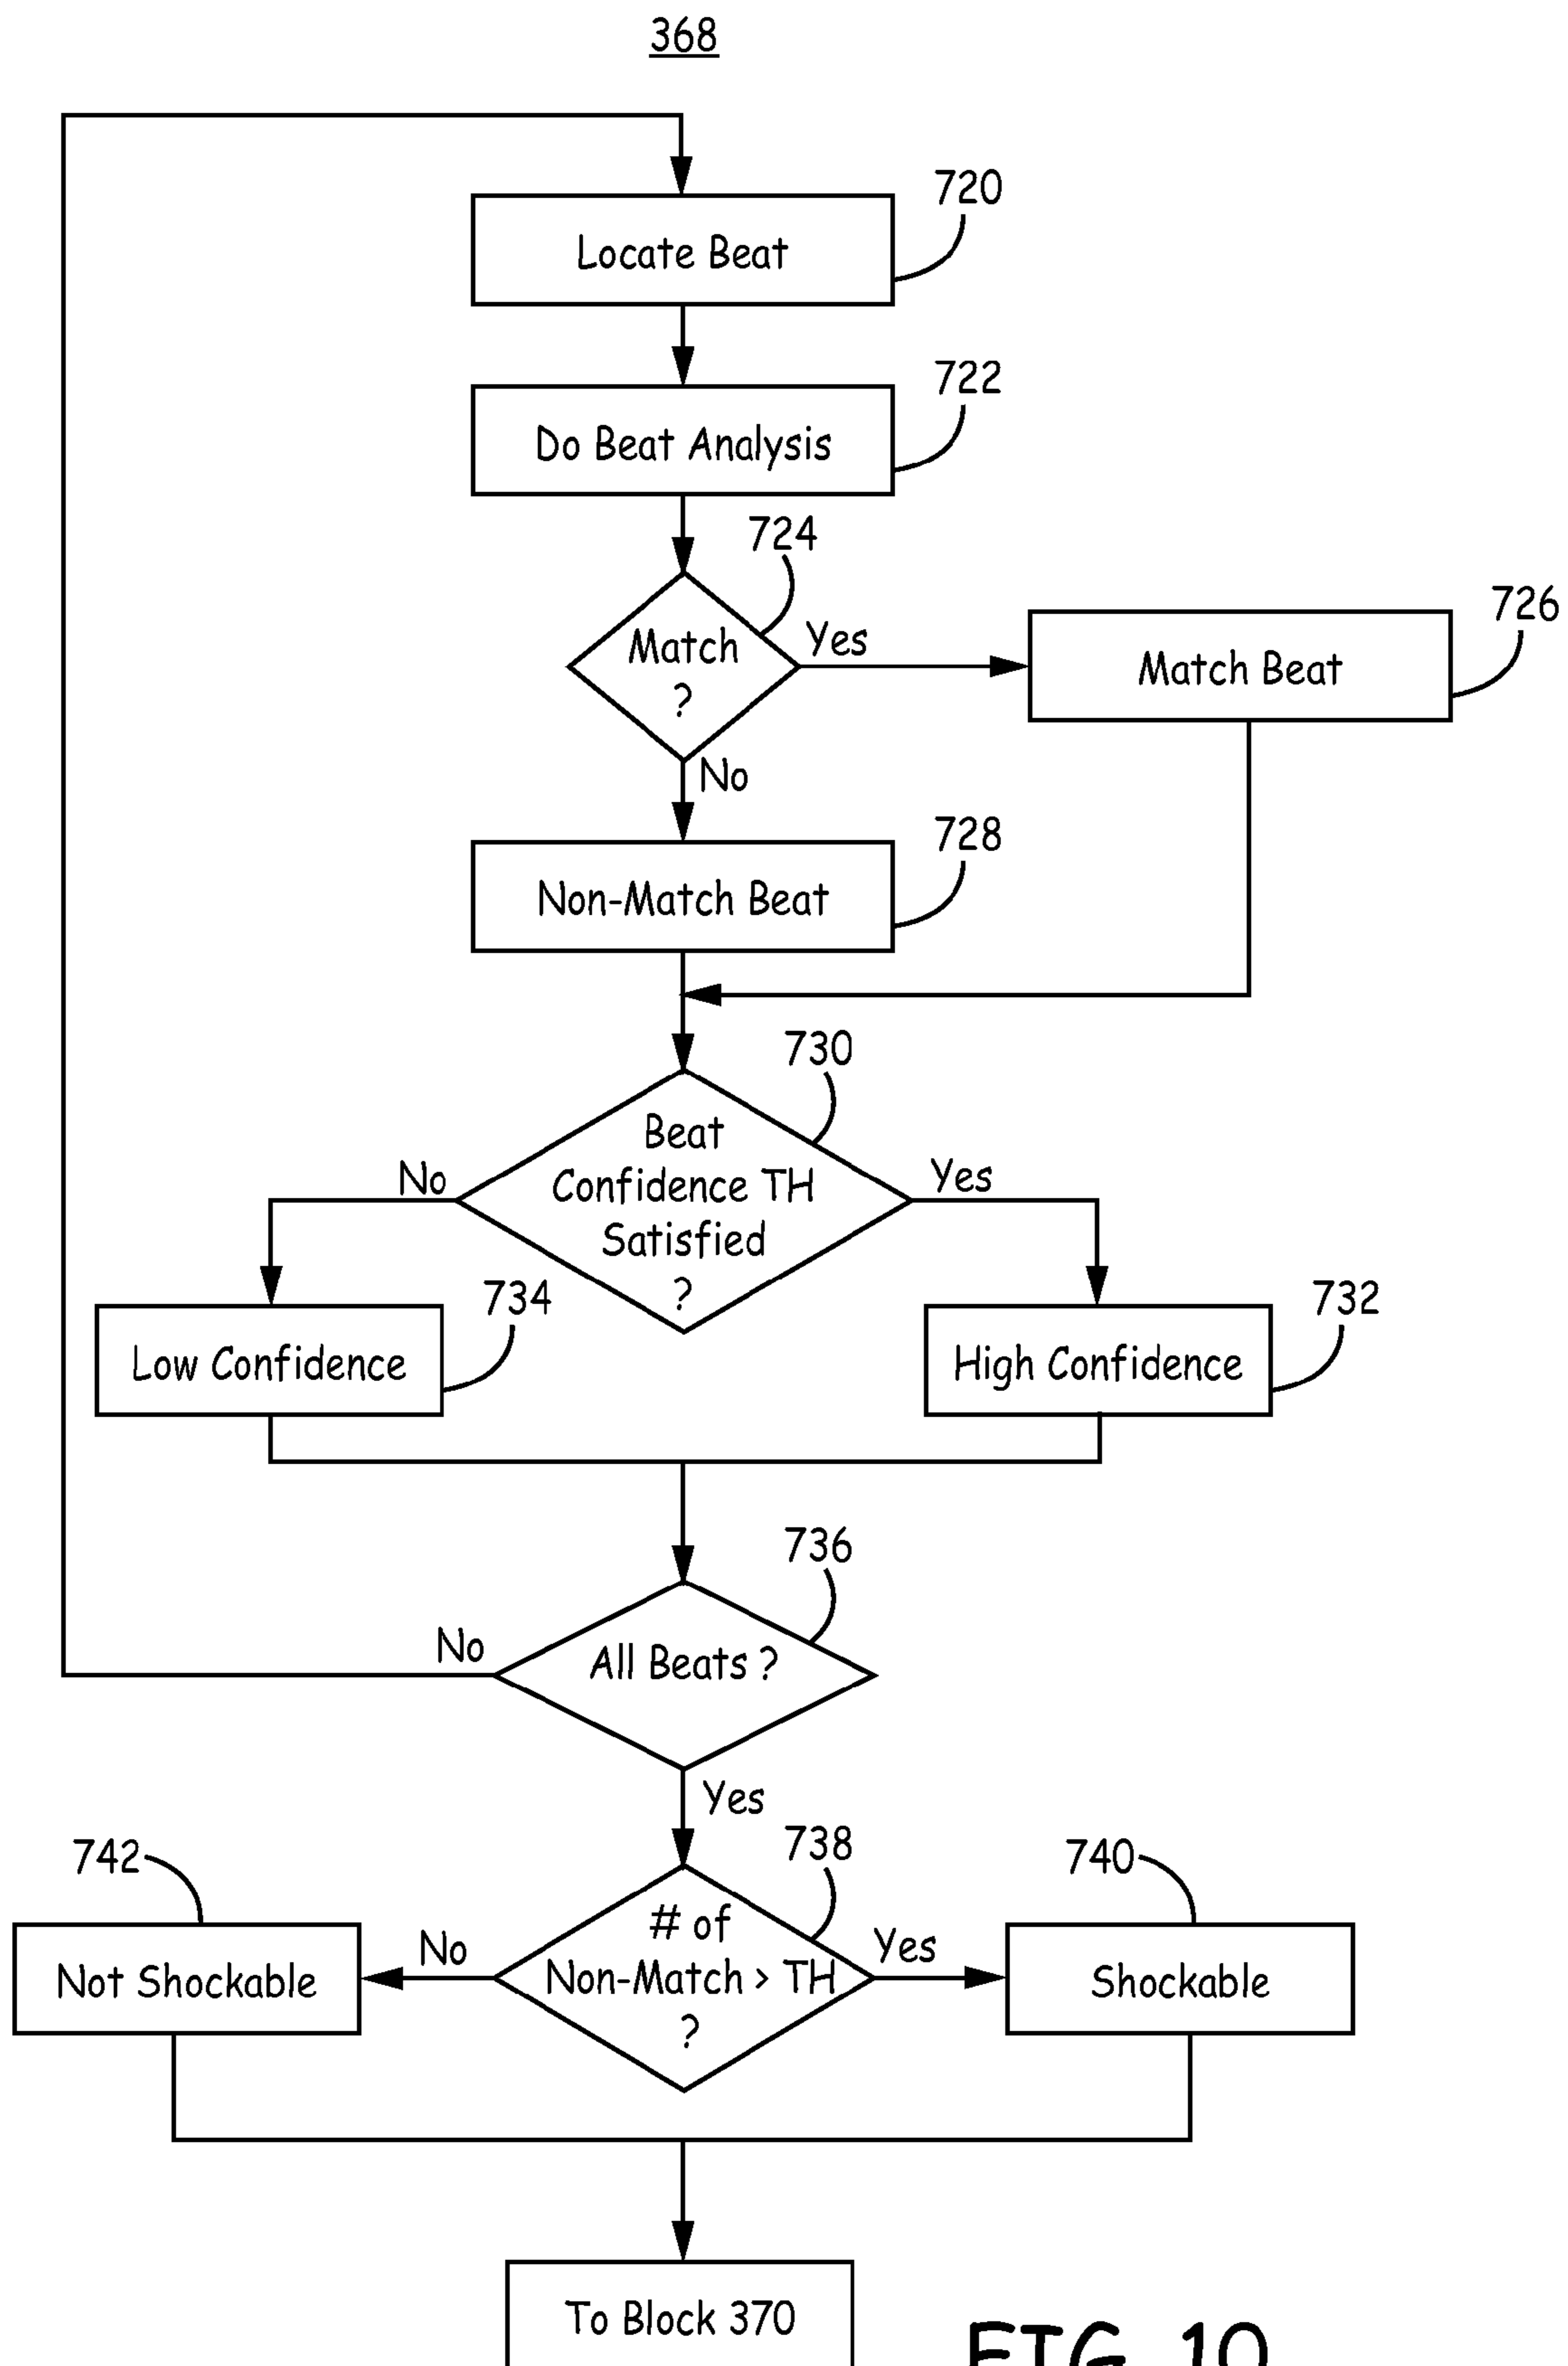 368
720
Locate Beat
722
Do Beat Analysis
724
Match
?
Yes
726
Match Beat
No
728
Non-Match Beat
730
Beat
Confidence TH
Satisfied
?
No
Yes
734
Low Confidence
732
High Confidence
736
All Beats ?
No
Yes
738
742
740
# of
Non-Match > TH
?
No
Yes
Not Shockable
Shockable
To Block 370
FIG. 10